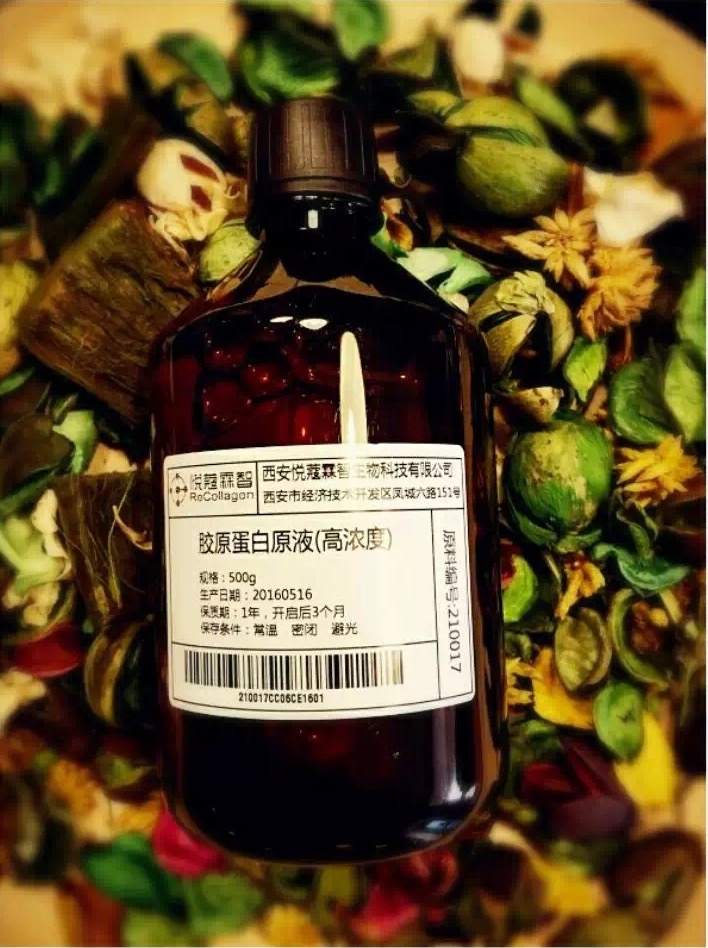 悦蔻霖智
ReCollagen
西安悦蔻霖智生物科技有限公司
西安市经济技术开发区凤城六路151号
胶原蛋白原液(高浓度)
规格：500g
生产日期：20160516
保质期：1年，开启后3个月
保存条件：常温 密闭 避光
210017CC06CE1601
原料编号:210017